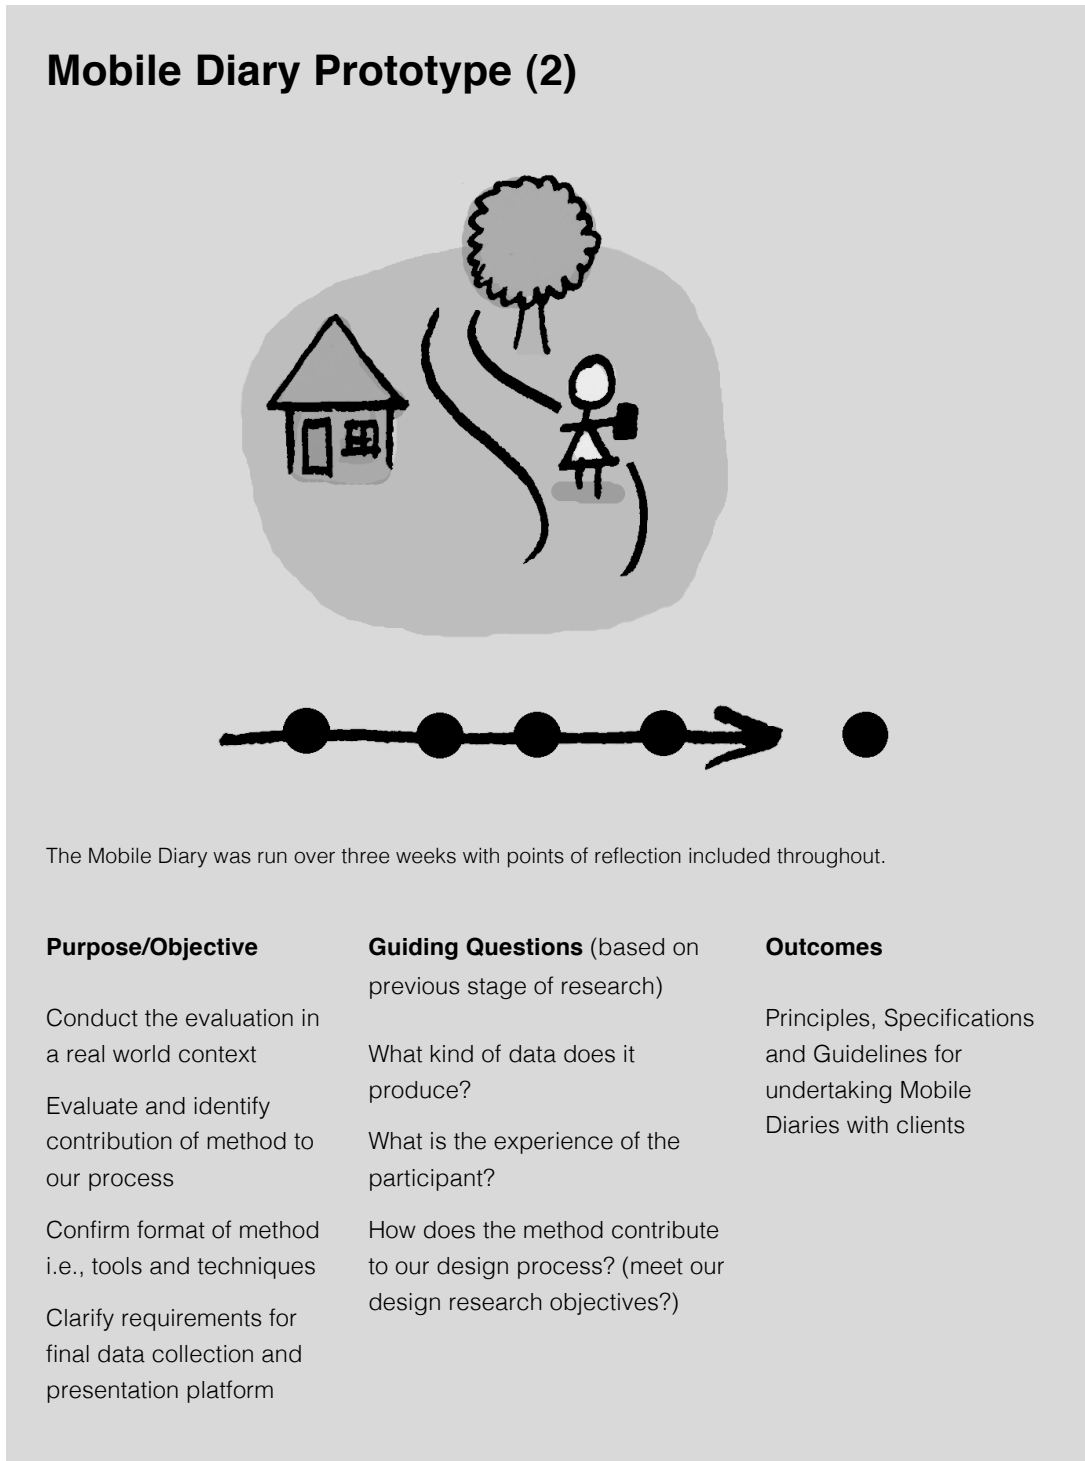 Mobile Diary Prototype (2)
The Mobile Diary was run over three weeks with points of reflection included throughout.
Purpose/Objective
Conduct the evaluation in
a real world context
Evaluate and identify
contribution of method to
our process
Confirm format of method
i.e., tools and techniques
Clarify requirements for
final data collection and
presentation platform
Guiding Questions (based on
previous stage of research)
What kind of data does it
produce?
What is the experience of the
participant?
How does the method contribute
to our design process? (meet our
design research objectives?)
Outcomes
Principles, Specifications
and Guidelines for
undertaking Mobile
Diaries with clients